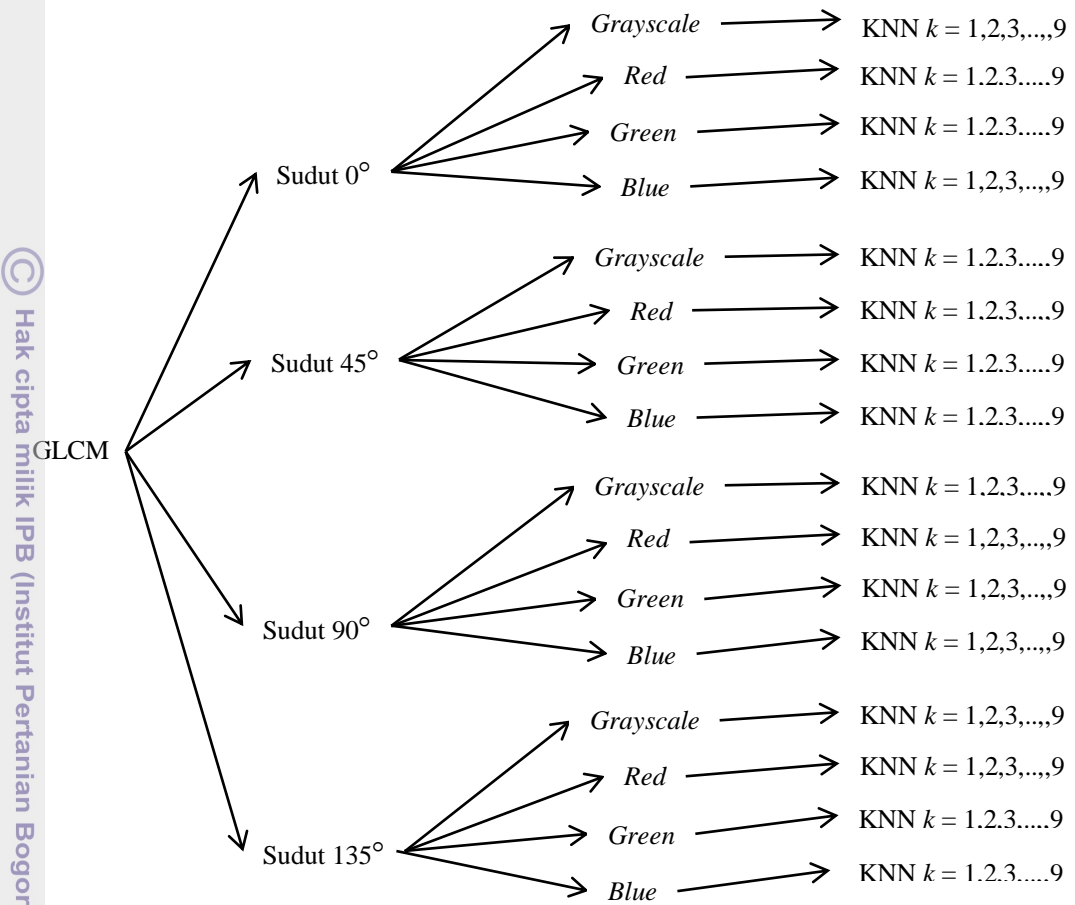 Grayscale KNN k = 1,2,3,..,,9
Red KNN k = 1,2,3,..,,9
Green KNN k = 1,2,3,..,,9
Sudut 0° Blue KNN k = 1,2,3,..,,9
Grayscale KNN k = 1,2,3,..,,9
Red KNN k = 1,2,3,..,,9
Sudut 45° Green KNN k = 1,2,3,..,,9
Blue KNN k = 1,2,3,..,,9
GLCM
Grayscale KNN k = 1,2,3,..,,9
Red KNN k = 1,2,3,..,,9
Green KNN k = 1,2,3,..,,9
Sudut 90° Blue KNN k = 1,2,3,..,,9
Grayscale KNN k = 1,2,3,..,,9
Red KNN k = 1,2,3,..,,9
Green KNN k = 1,2,3,..,,9
Sudut 135° Blue KNN k = 1,2,3,..,,9
© Hak cipta milik IPB (Institut Pertanian Bogor